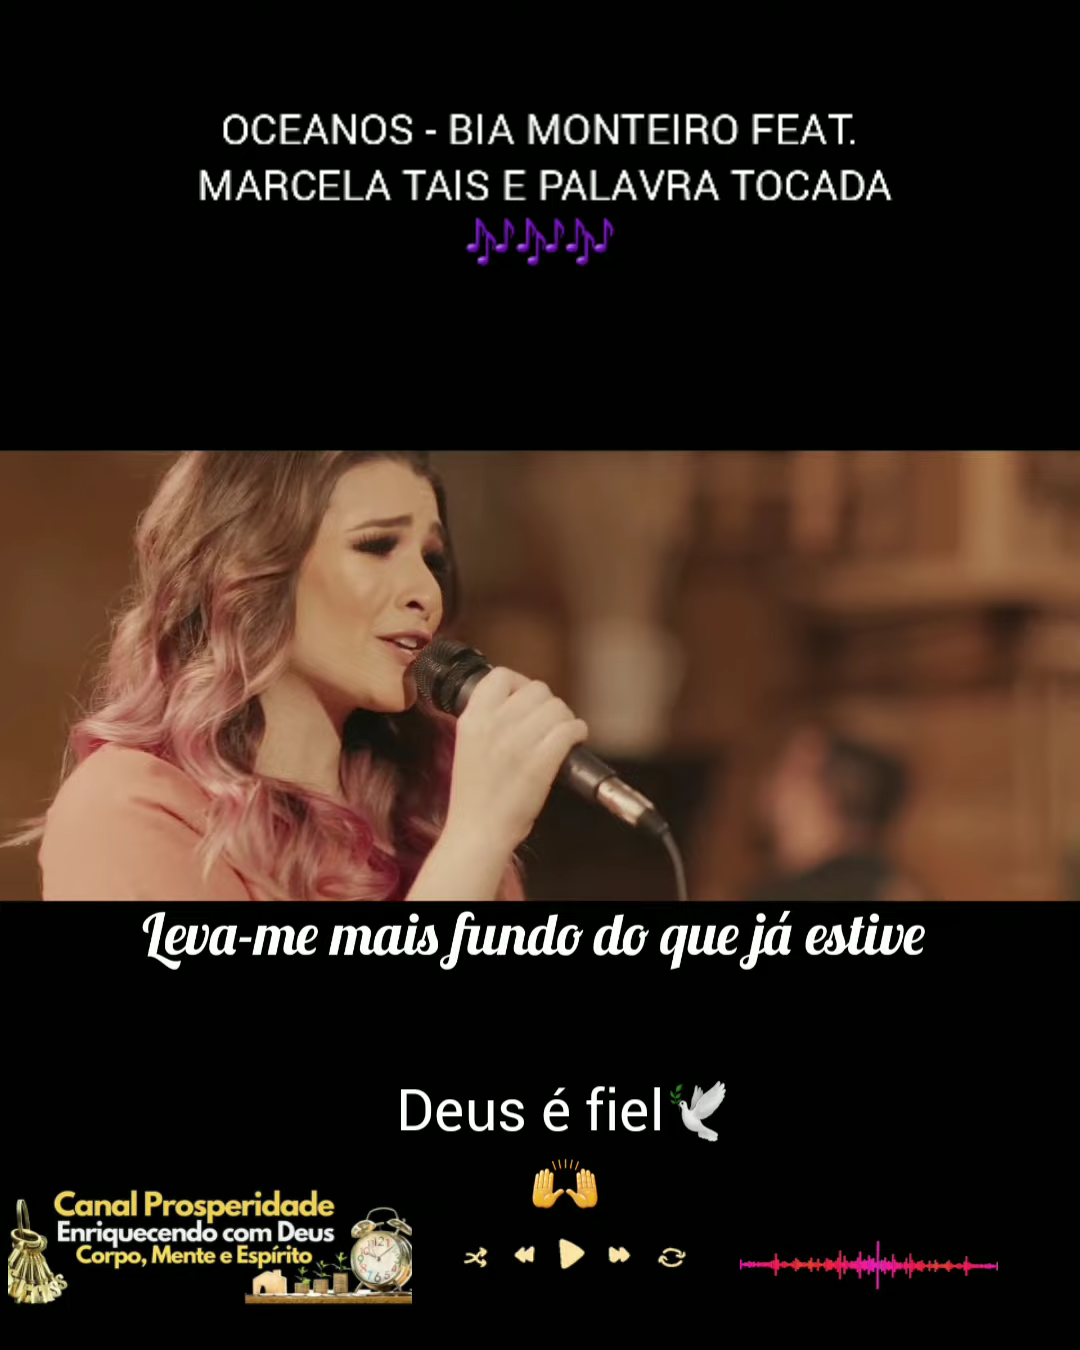 OCEANOS - BIA MONTEIRO FEAT.
MARCELA TAIS E PALAVRA TOCADA
🎶🎶🎶
Leva-me mais fundo do que já estive
Deus é fiel🕊️
🙌
Canal Prosperidade
Enriquecendo com Deus
Corpo, Mente e Espírito